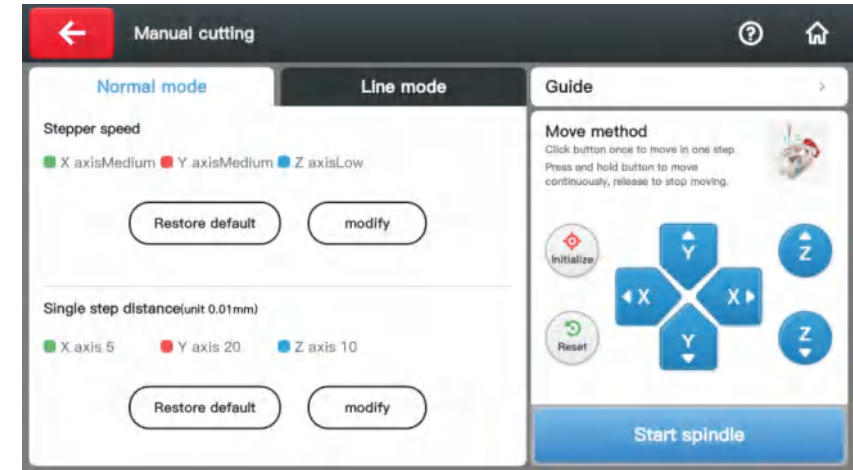 Manual cutting
Normal mode
Line mode
Stepper speed
X axisMedium Y axisMedium Z axisLow
Restore default
modify
Single step distance(unit 0.01mm)
X axis 5 Y axis 20 Z axis 10
Restore default
modify
Guide
Move method
Click button once to move in one step
Press and hold button to move
continuously, release to stop moving.
Initialize
Y
Z
X
X
Reset
Y
Z
Start spindle